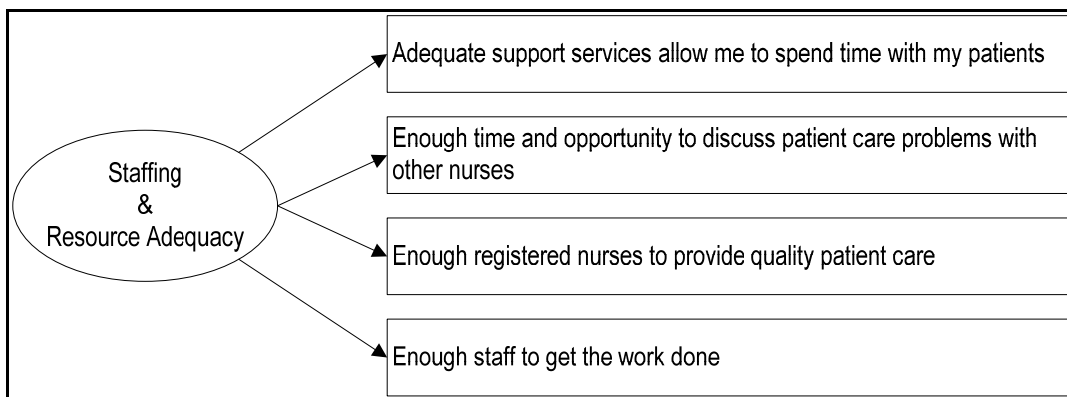 Staffing
&
Resource Adequacy
Adequate support services allow me to spend time with my patients
Enough time and opportunity to discuss patient care problems with
other nurses
Enough registered nurses to provide quality patient care
Enough staff to get the work done